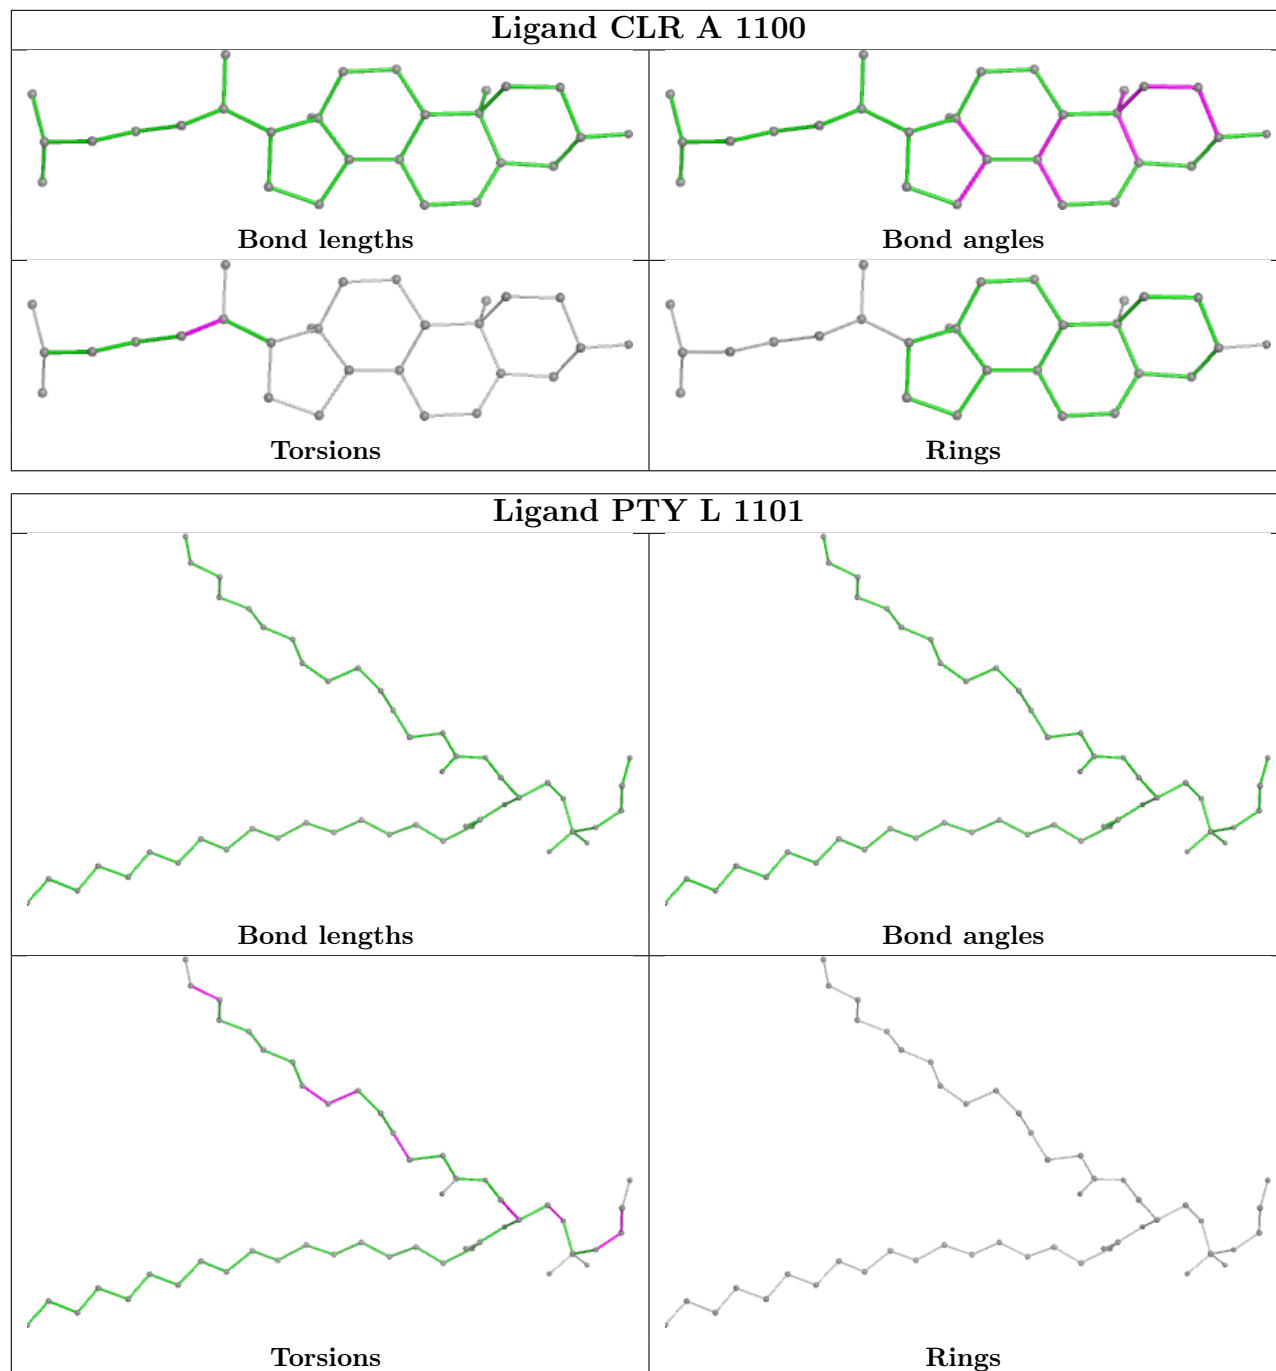 Ligand CLR A 1100
Bond lengths
Bond angles
Torsions
Rings
Ligand PTY L 1101
Bond lengths
Bond angles
Torsions
Rings